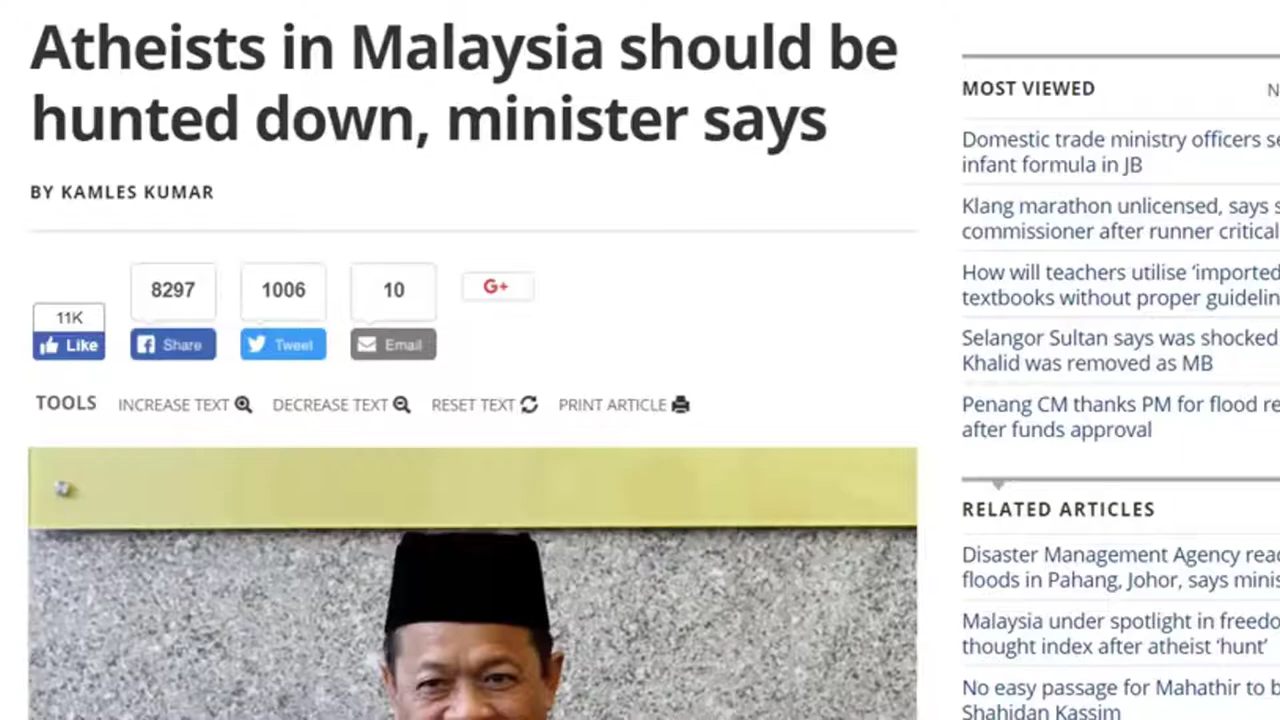 Atheists in Malaysia should be
hunted down, minister says
BY KAMLES KUMAR
8297
1006
10
G+
11K
Like
Share
Tweet
Email
TOOLS INCREASE TEXT DECREASE TEXT RESET TEXT PRINT ARTICLE
MOST VIEWED
Domestic trade ministry officers
infant formula in JB
Klang marathon unlicensed, says
commissioner after runner critical
How will teachers utilise ‘imported
textbooks without proper
Selangor Sultan says was shocked
Khalid was removed as MB
Penang CM thanks PM for flood
after funds approval
RELATED ARTICLES
Disaster Management Agency
floods in Pahang, Johor, says
Malaysia under spotlight in
thought index after atheist ‘hunt’
No easy passage for Mahathir to
Shahidan Kassim